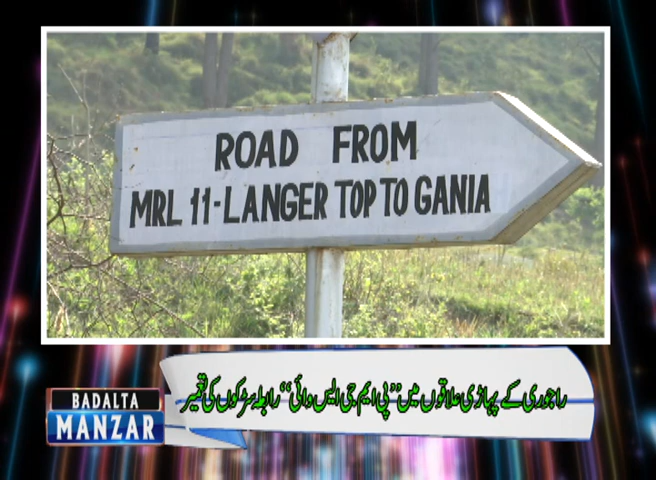 ROAD FROM
MRL 11-LANGER TOP TO GANIA
راجوری کے پہاڑی علاقوں میں ”پی ایم جی ایس وائی“ رابطہ سڑکوں کی تعمیر
BADALTA
MANZAR